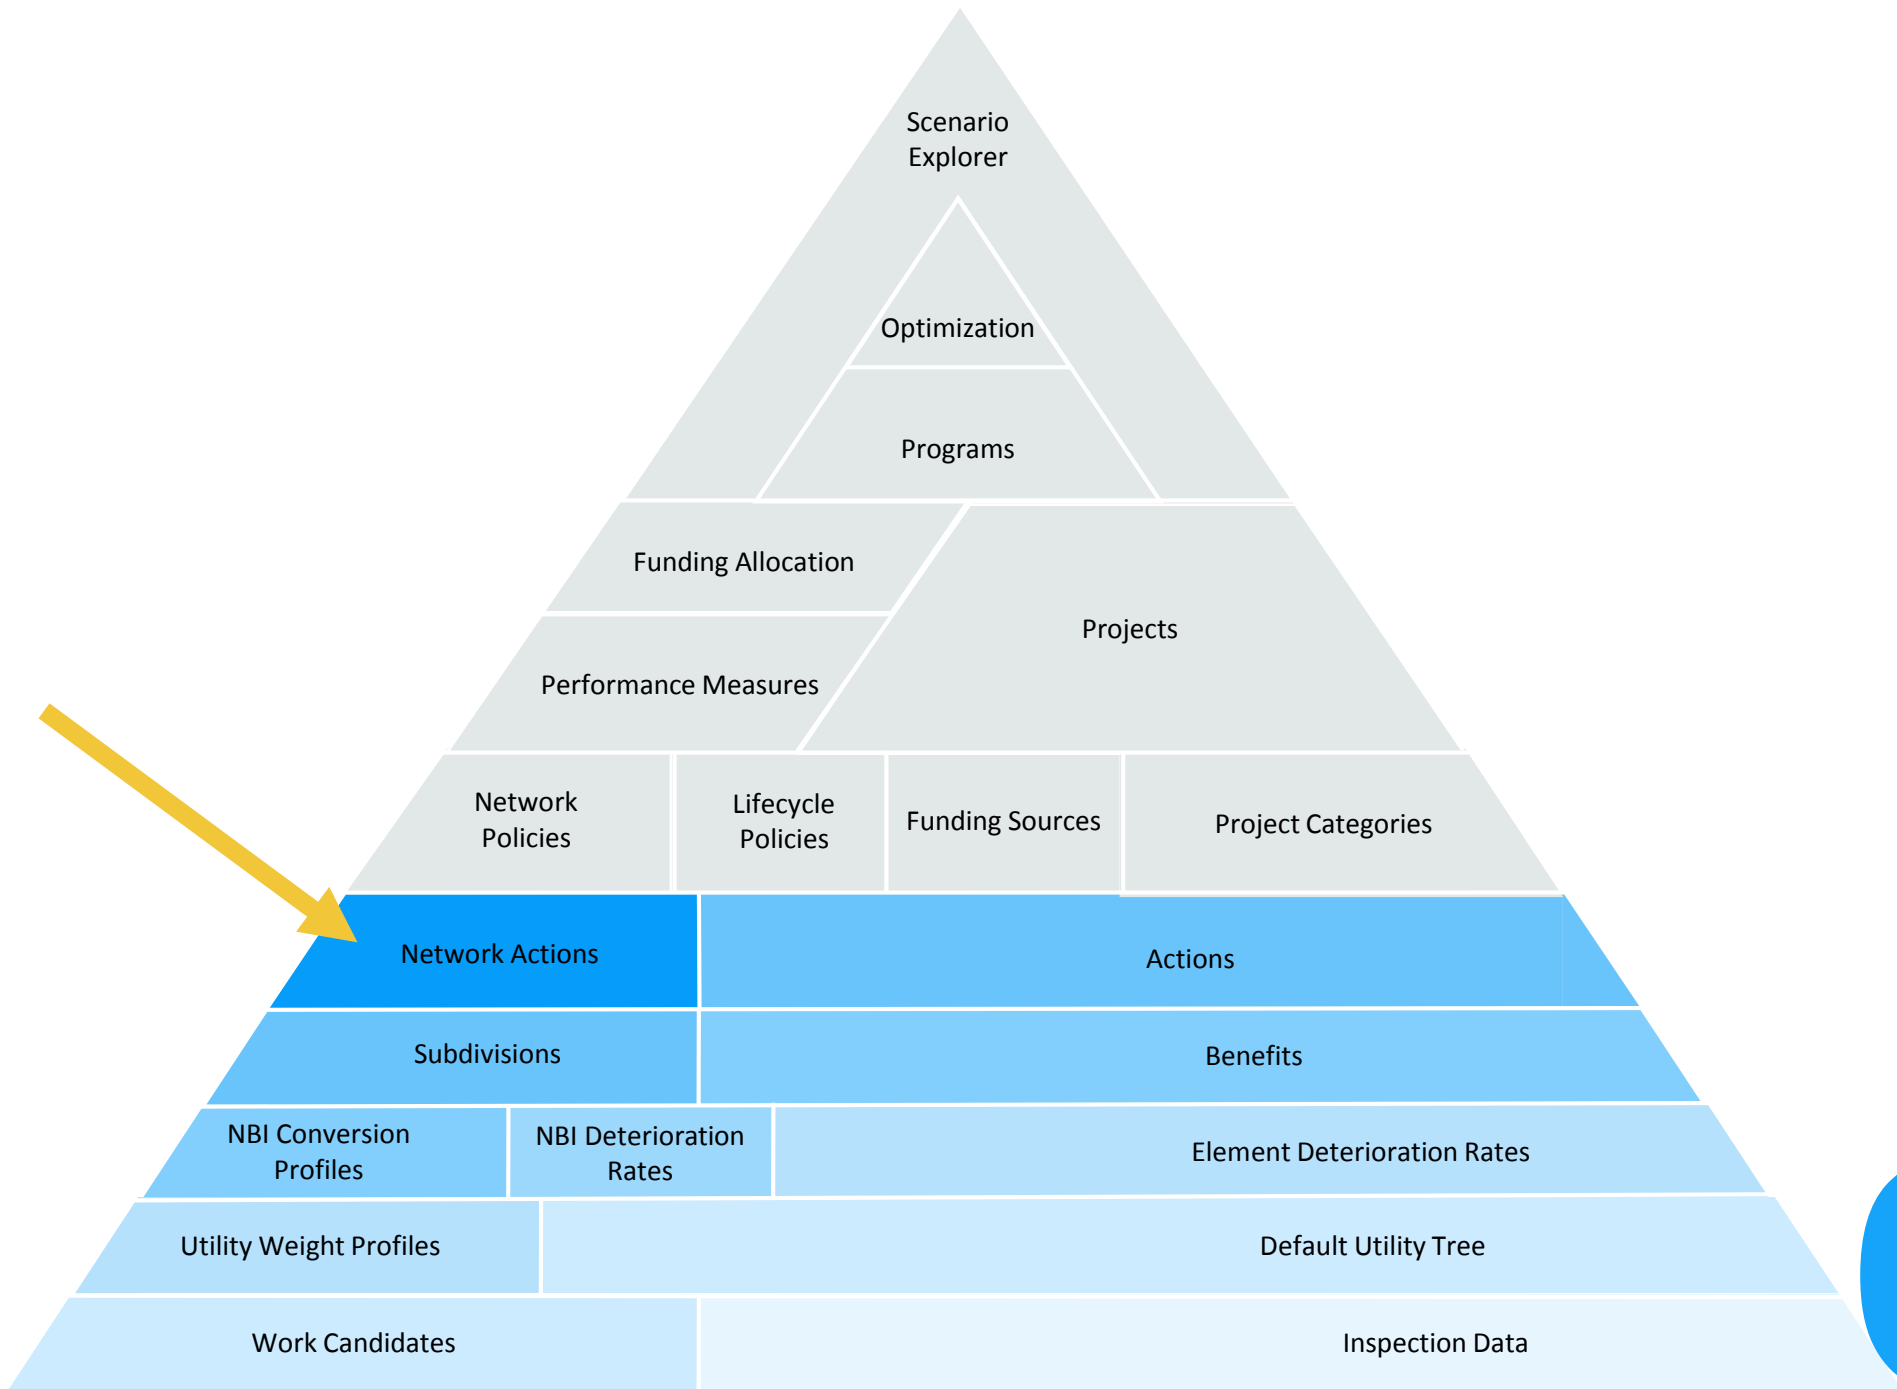 Scenario
Explorer
Optimization
Programs
Funding Allocation
Projects
Performance Measures
Network
Policies
Lifecycle
Policies
Funding Sources
Project Categories
Network Actions
Actions
Subdivisions
Benefits
NBI Conversion
Profiles
NBI Deterioration
Rates
Element Deterioration Rates
Utility Weight Profiles
Default Utility Tree
Work Candidates
Inspection Data